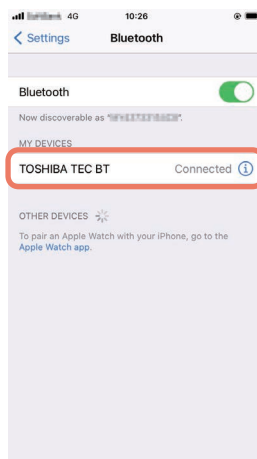 4G 10:26
Settings Bluetooth
Bluetooth
Now discoverable as "
MY DEVICES
TOSHIBA TEC BT Connected
OTHER DEVICES
To pair an Apple Watch with your iPhone, go to the
Apple Watch app.